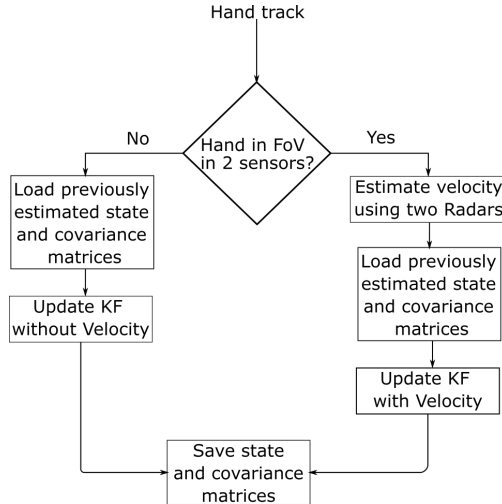 Hand track
Hand in FoV
in 2 sensors?
No
Yes
Load previously
estimated state
and covariance
matrices
Update KF
without Velocity
Estimate velocity
using two Radars
Load previously
estimated state
and covariance
matrices
Update KF
with Velocity
Save state
and covariance
matrices